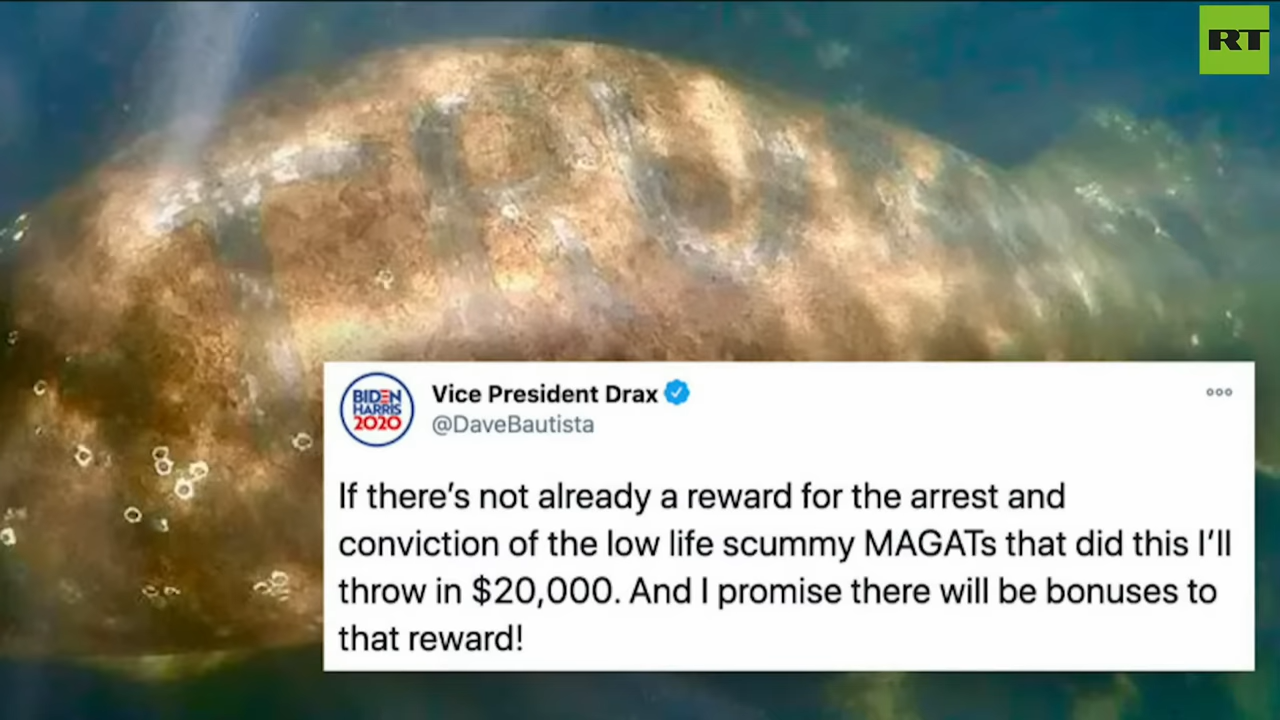 RT
TRU
BIDEN
HARRIS
2020
Vice President Drax
@DaveBautista
If there's not already a reward for the arrest and
conviction of the low life scummy MAGATs that did this I'll
throw in $20,000. And I promise there will be bonuses to
that reward!